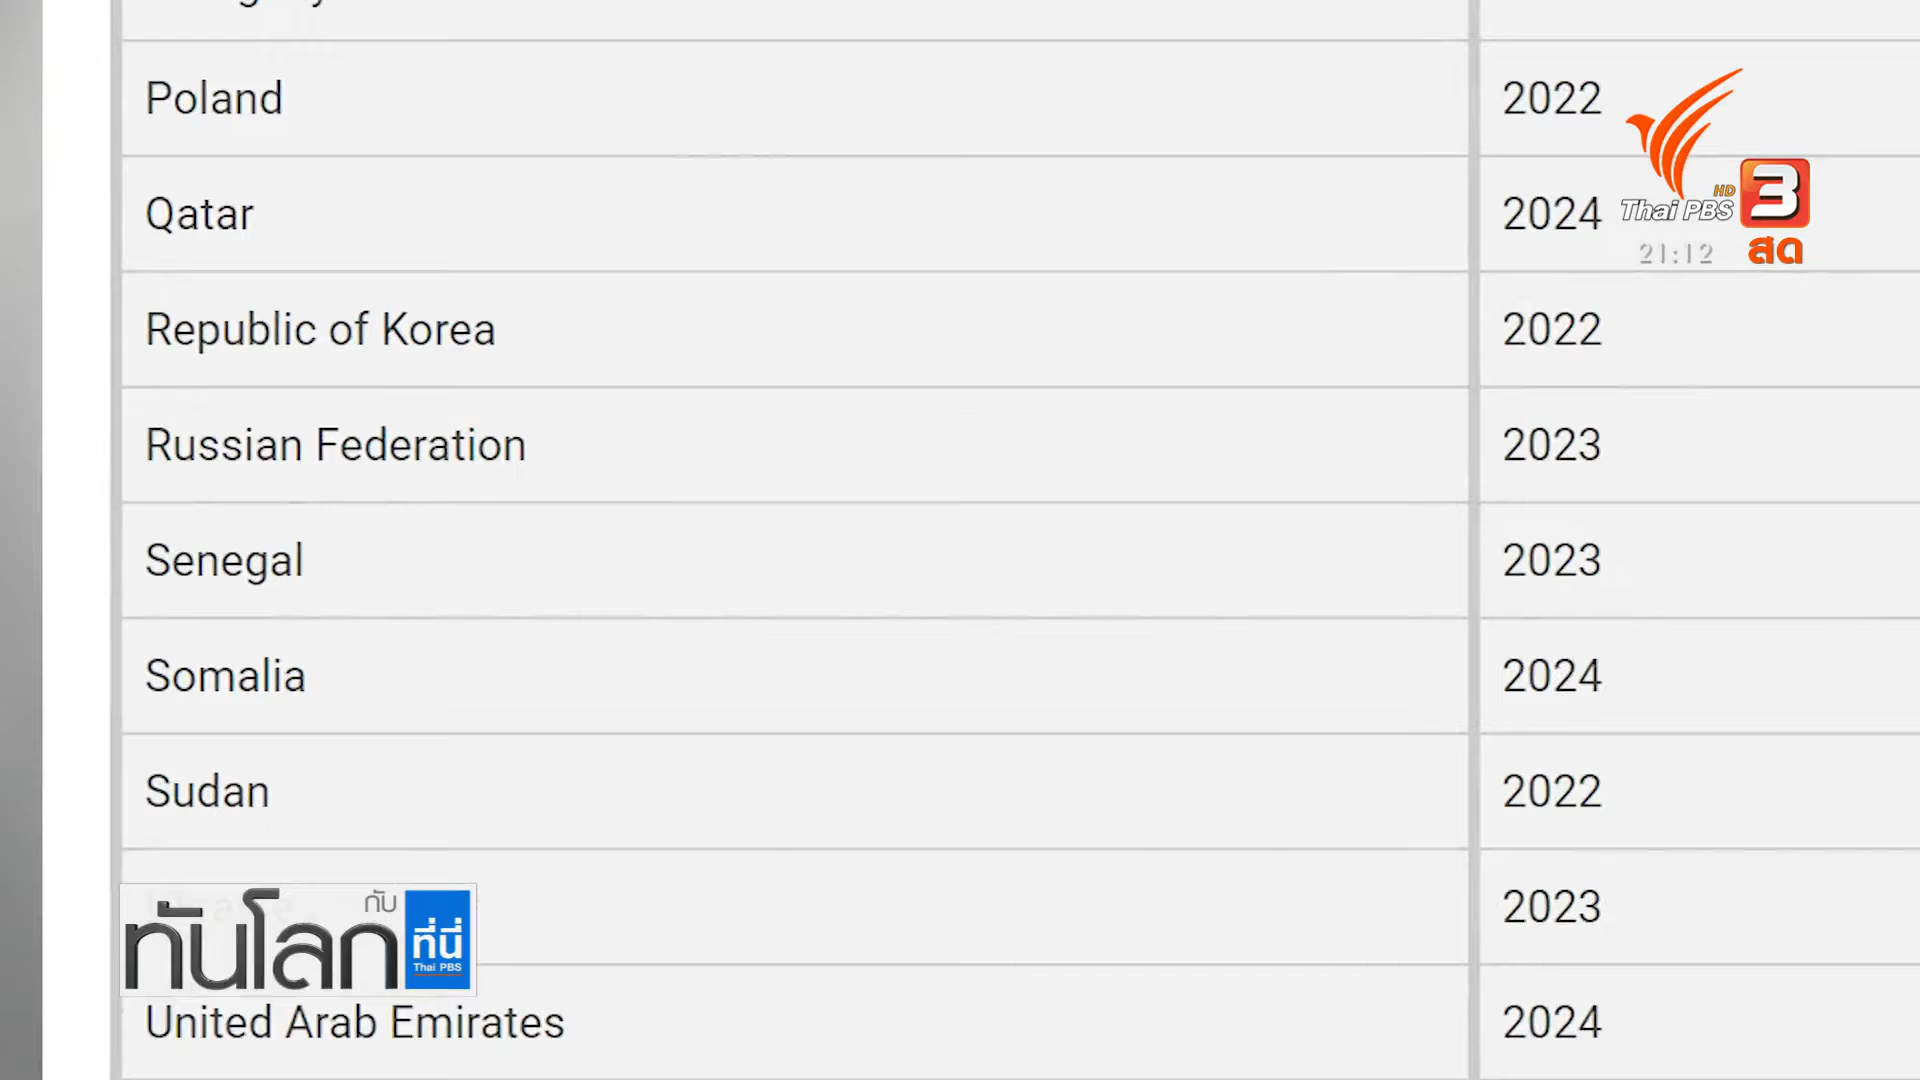 Poland 2022
Qatar 2024
HD
Thai PBS 3
21:12 สด
Republic of Korea 2022
Russian Federation 2023
Senegal 2023
Somalia 2024
Sudan 2022
2023
ทันโลก กับ ที่นี่
Thai PBS
United Arab Emirates 2024